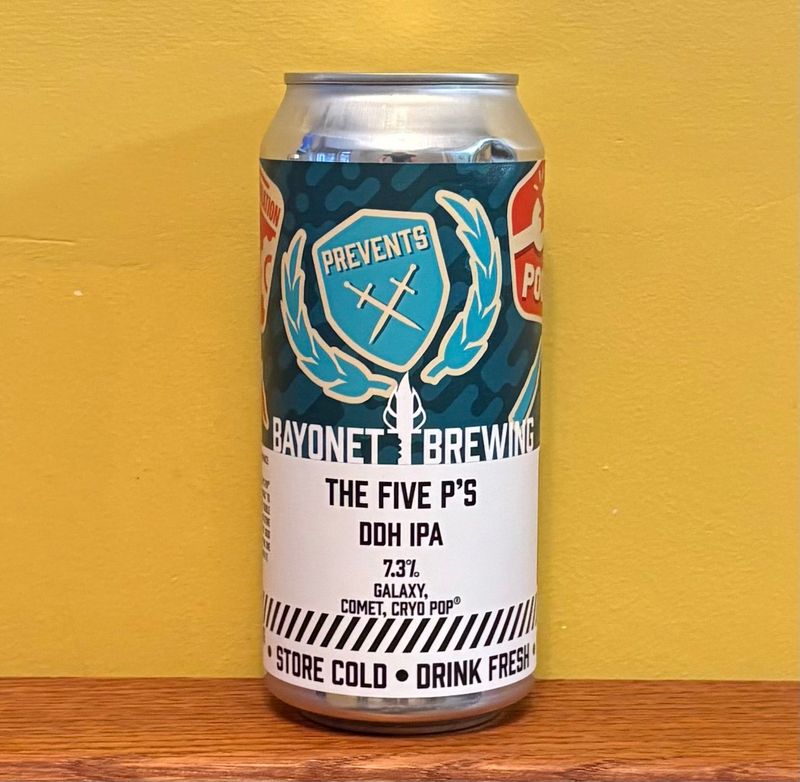 PREVENTS
BAYONET BREWING
THE FIVE P'S
DDH IPA
7.3%
GALAXY,
COMET, CRYO POP®
• STORE COLD • DRINK FRESH •